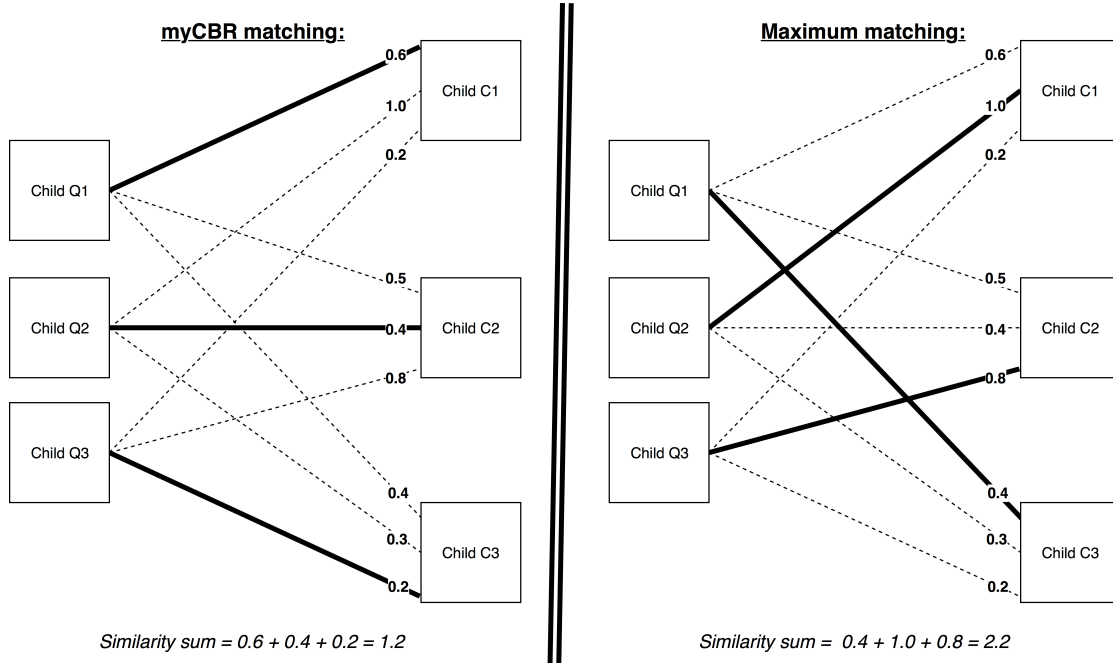 myCBR matching:
0.6
Child C1
1.0
0.2
Child Q1
0.5
Child Q2
0.4
Child C2
0.8
Child Q3
0.4
0.3
Child C3
0.2
Similarity sum = 0.6 + 0.4 + 0.2 = 1.2
Maximum matching:
0.6
Child C1
1.0
0.2
Child Q1
0.5
Child Q2
0.4
Child C2
0.8
Child Q3
0.4
0.3
Child C3
0.2
Similarity sum =  0.4 + 1.0 + 0.8 = 2.2